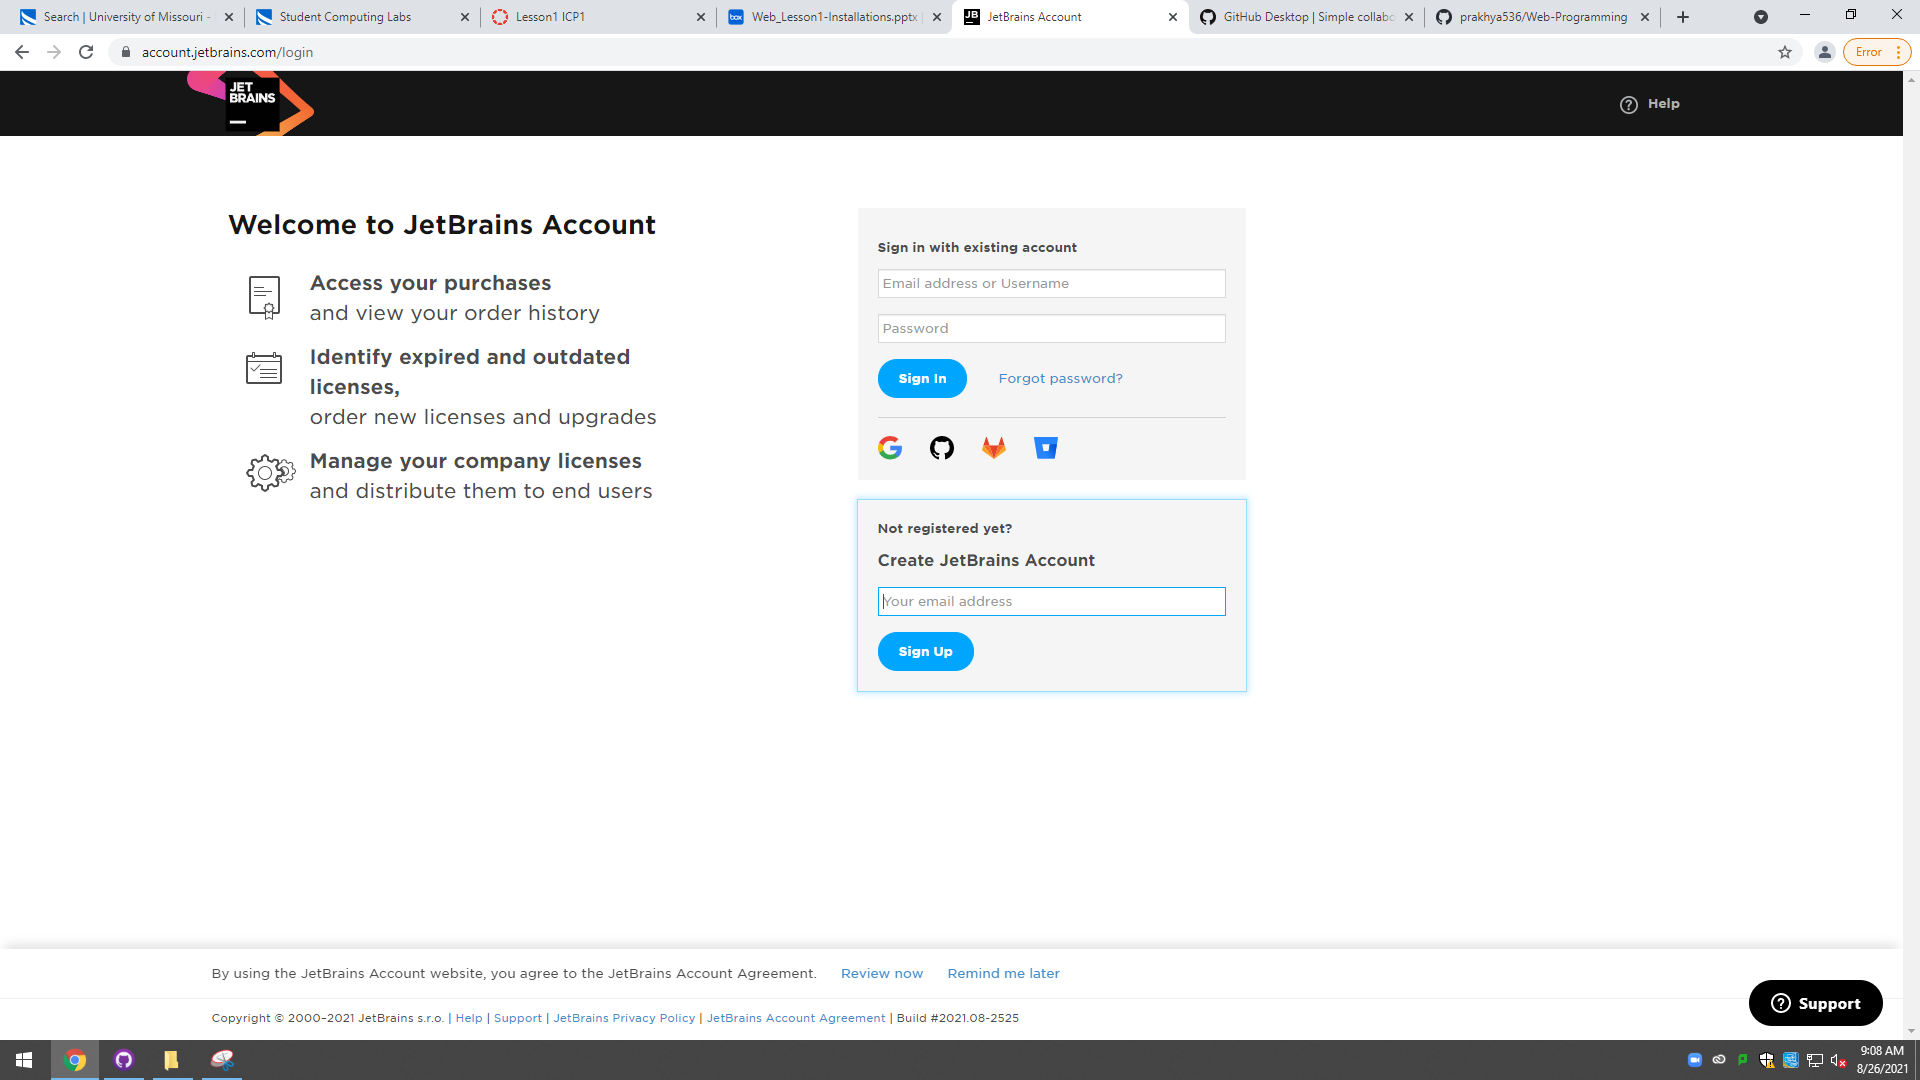 Search | University of Missouri -
Student Computing Labs
Lesson1 ICP1
Web_Lesson1-Installations.pptx |
JetBrains Account
GitHub Desktop | Simple collabo
prakhya536/Web-Programming
account.jetbrains.com/login
Error
JET
BRAINS
Help
Welcome to JetBrains Account
Access your purchases
and view your order history
Identify expired and outdated
licenses,
order new licenses and upgrades
Manage your company licenses
and distribute them to end users
Sign in with existing account
Email address or Username
Password
Sign In
Forgot password?
Not registered yet?
Create JetBrains Account
Your email address
Sign Up
By using the JetBrains Account website, you agree to the JetBrains Account Agreement. Review now Remind me later
Copyright © 2000–2021 JetBrains s.r.o. | Help | Support | JetBrains Privacy Policy | JetBrains Account Agreement | Build #2021.08-2525
Support
9:08 AM
8/26/2021